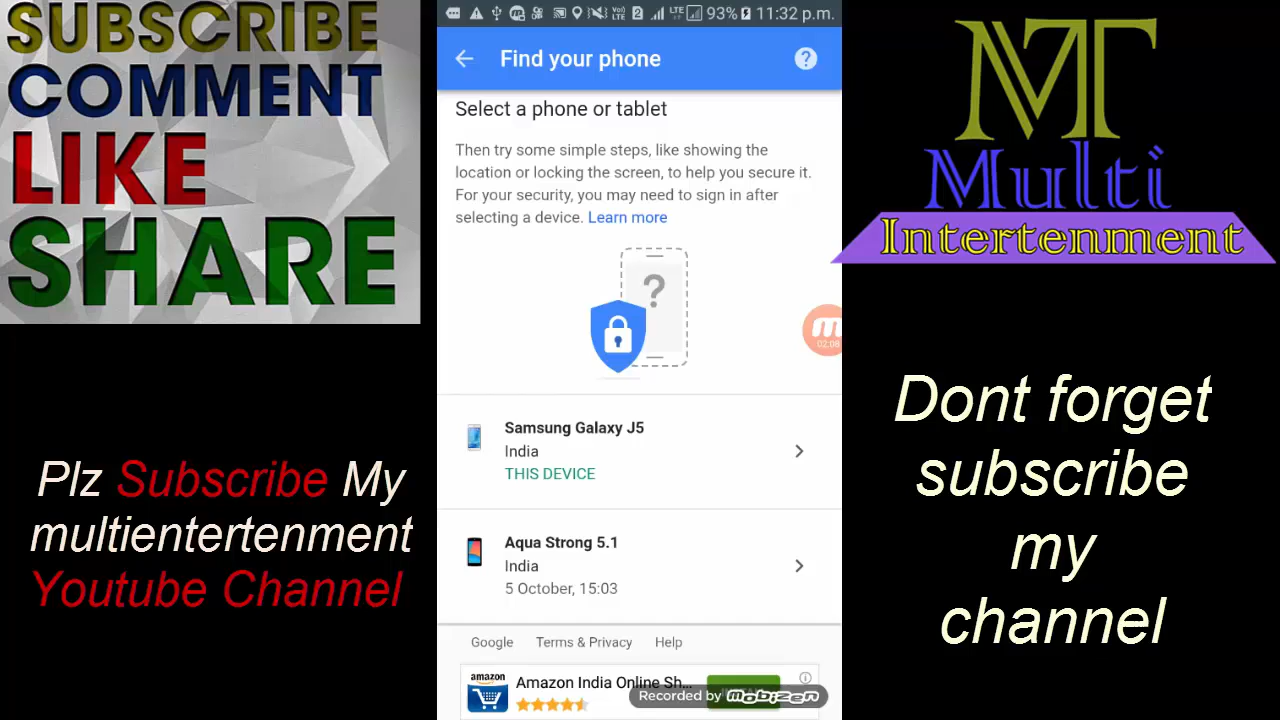 SUBSCRIBE
COMMENT
LIKE
SHARE
Plz Subscribe My
multientertenment
Youtube Channel
93% 11:32 p.m.
Find your phone
?
Select a phone or tablet
Then try some simple steps, like showing the
location or locking the screen, to help you secure it.
For your security, you may need to sign in after
selecting a device. Learn more
?
02:08
Samsung Galaxy J5
India
THIS DEVICE
Aqua Strong 5.1
India
5 October, 15:03
Google Terms & Privacy Help
amazon
Amazon India Online Sh...
Recorded by mobizen
MT
Multi
Intertenment
Dont forget
subscribe
my
channel